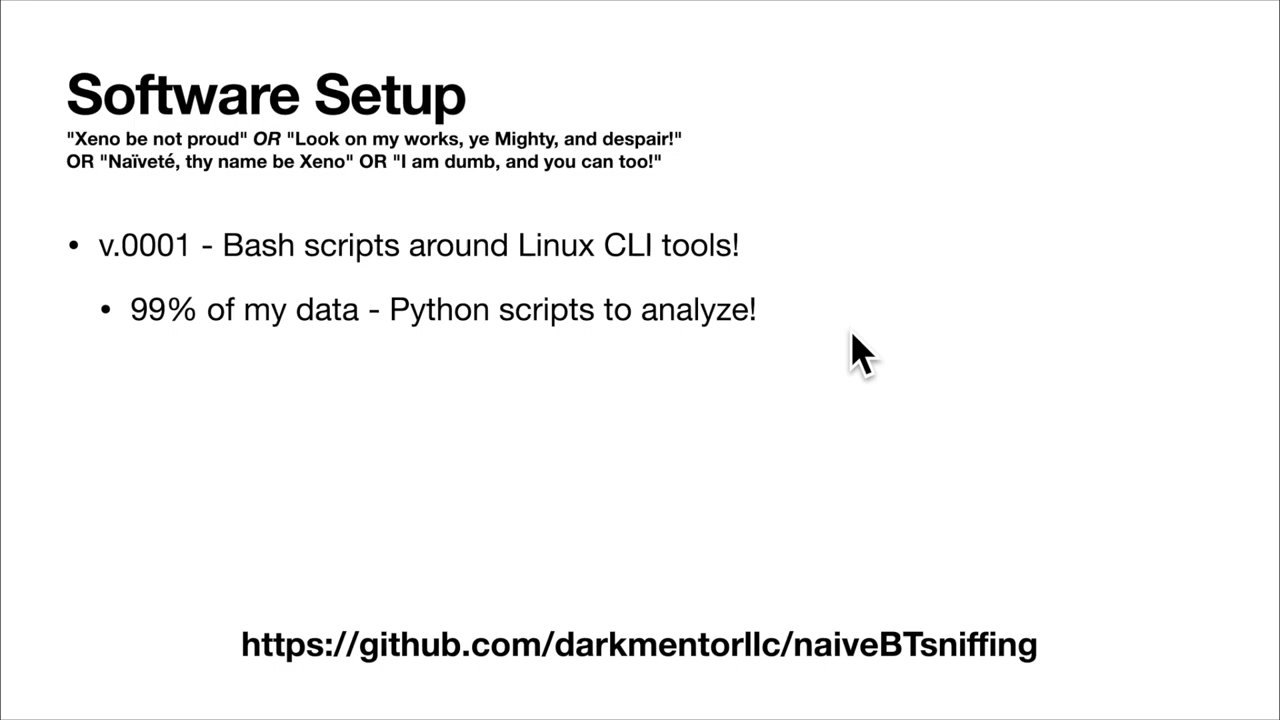 Software Setup
"Xeno be not proud" OR "Look on my works, ye Mighty, and despair!"
OR "Naïveté, thy name be Xeno" OR "I am dumb, and you can too!"
• v.0001 - Bash scripts around Linux CLI tools!
• 99% of my data - Python scripts to analyze!
https://github.com/darkmentorllc/naiveBTsniffing